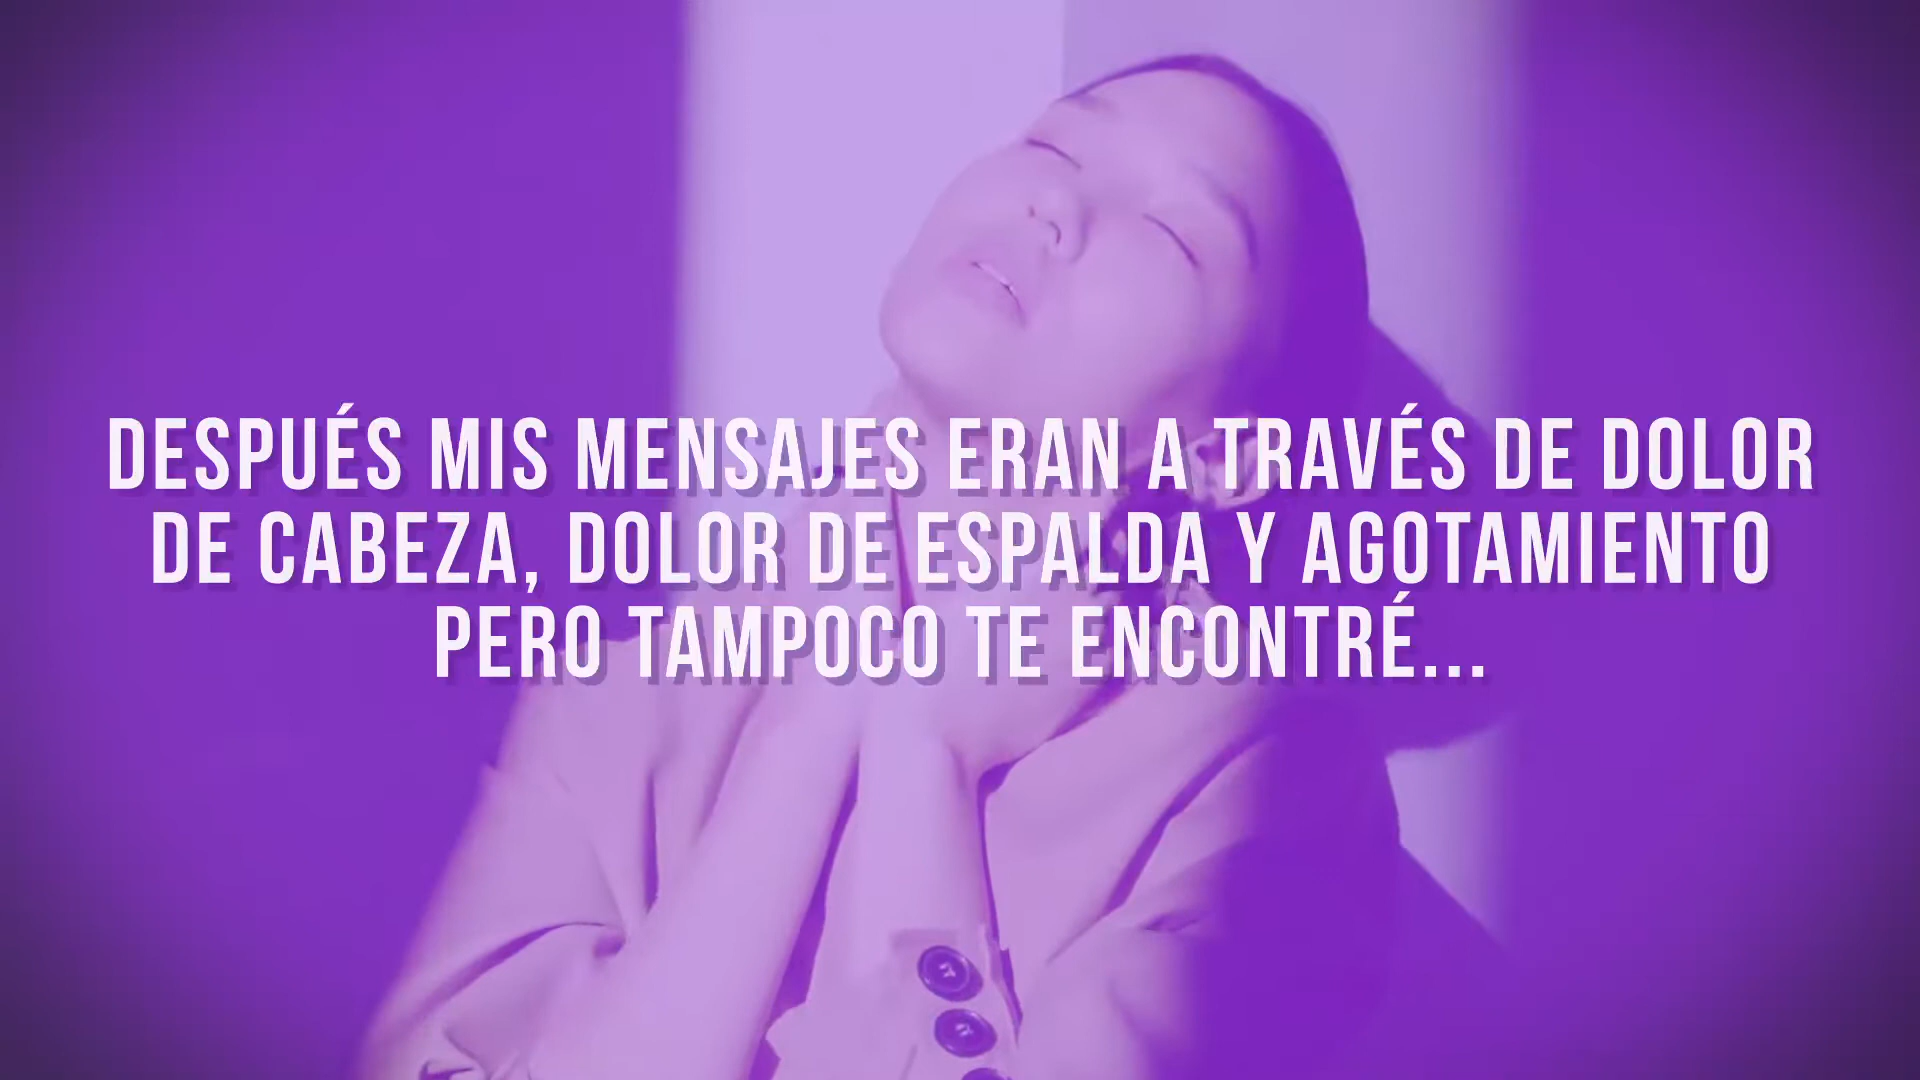 DESPUÉS MIS MENSAJES ERAN A TRAVÉS DE DOLOR
DE CABEZA, DOLOR DE ESPALDA Y AGOTAMIENTO
PERO TAMPOCO TE ENCONTRÉ...